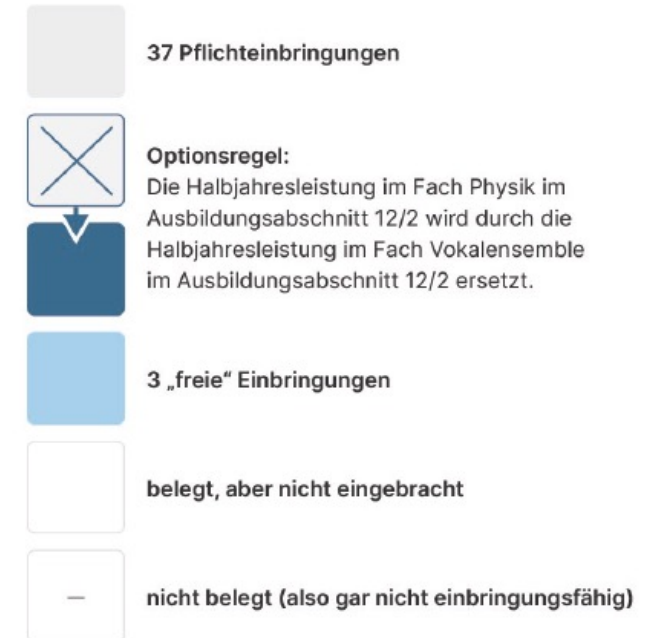 37 Pflichteinbringungen
Optionsregel:
Die Halbjahresleistung im Fach Physik im
Ausbildungsabschnitt 12/2 wird durch die
Halbjahresleistung im Fach Vokalensemble
im Ausbildungsabschnitt 12/2 ersetzt.
3 „freie“ Einbringungen
belegt, aber nicht eingebracht
– nicht belegt (also gar nicht einbringungsfähig)